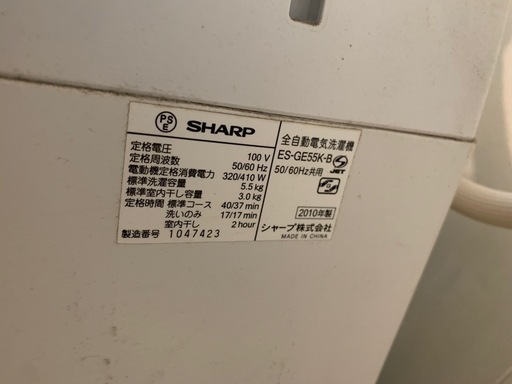 PSE SHARP
定格電圧 100 V
定格周波数 50/60 Hz
電動機定格消費電力 320/410 W
標準洗濯容量 5.5 kg
標準室内干し容量 3.0 kg
定格時間 標準コース 40/37 min
洗いのみ 17/17 min
室内干し 2 hour
製造番号 1047423
全自動電気洗濯機
ES-GE55K-B
50/60Hz共用
JET
2010年製
シャープ株式会社
MADE IN CHINA